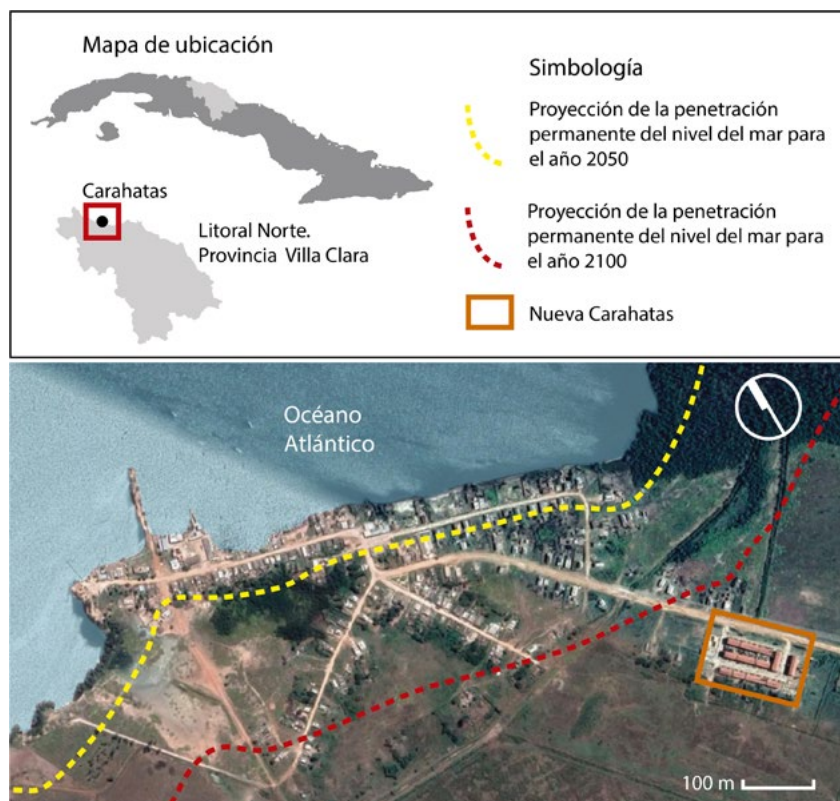 Mapa de ubicación
Carahatas
Litoral Norte.
Provincia Villa Clara
Simbología
Proyección de la penetración
permanente del nivel del mar para
el año 2050
Proyección de la penetración
permanente del nivel del mar para
el año 2100
Nueva Carahatas
Océano
Atlántico
100 m